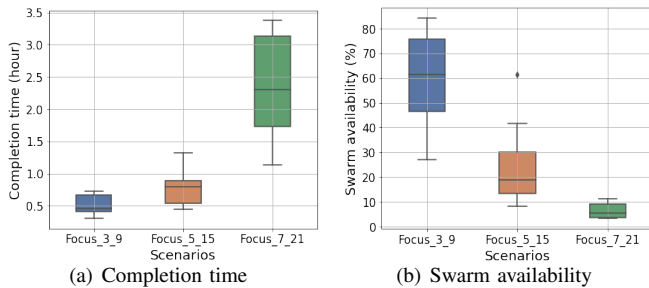 3.5
3.0
2.5
2.0
1.5
1.0
0.5
Completion time (hour)
Focus_3_9 Focus_5_15 Focus_7_21
Scenarios
(a) Completion time
80
70
60
50
40
30
20
10
0
Swarm availability (%)
Focus_3_9 Focus_5_15 Focus_7_21
Scenarios
(b) Swarm availability